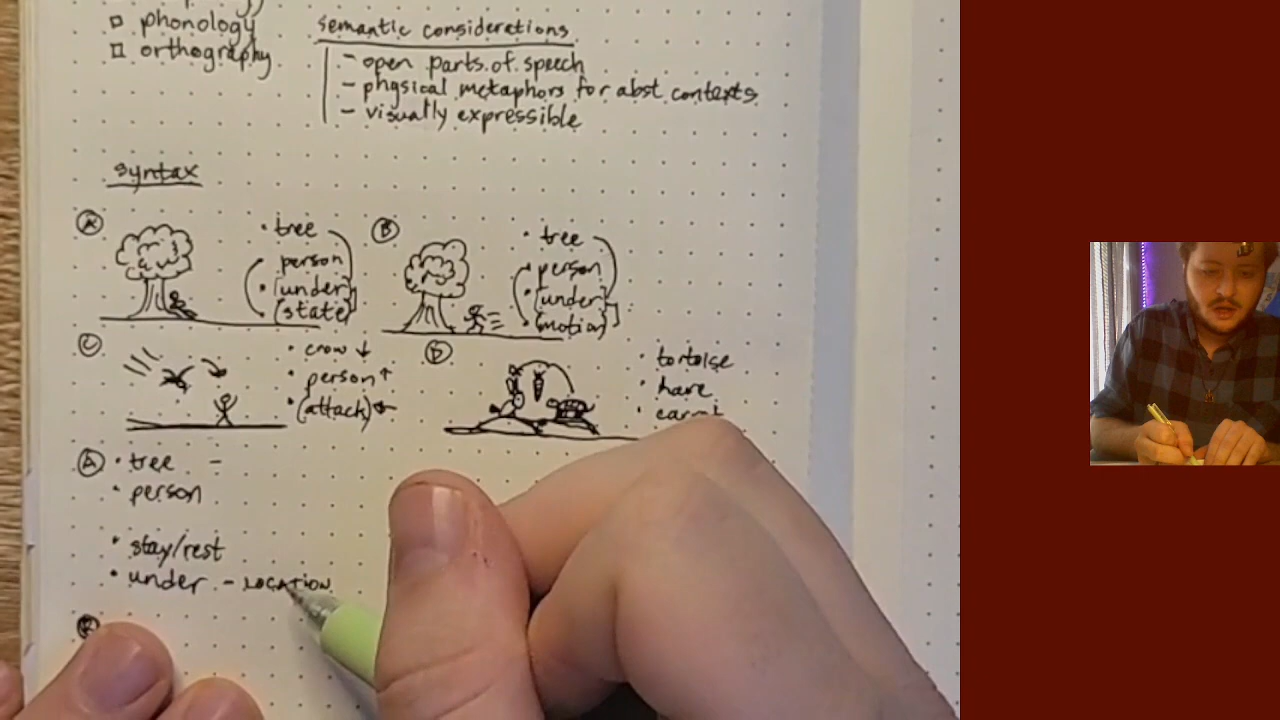 phonology
orthography
semantic considerations
- open parts of speech
- physical metaphors for abst contexts
- visually expressible
syntax
A
• tree
person
• (under)
(state)
B
• tree
• person
(under)
(motion)
C
• crow ↓
• person ↑
• (attack) ←
D
• tortoise
• hare
A • tree -
• person
• stay/rest
• under - LOCATION